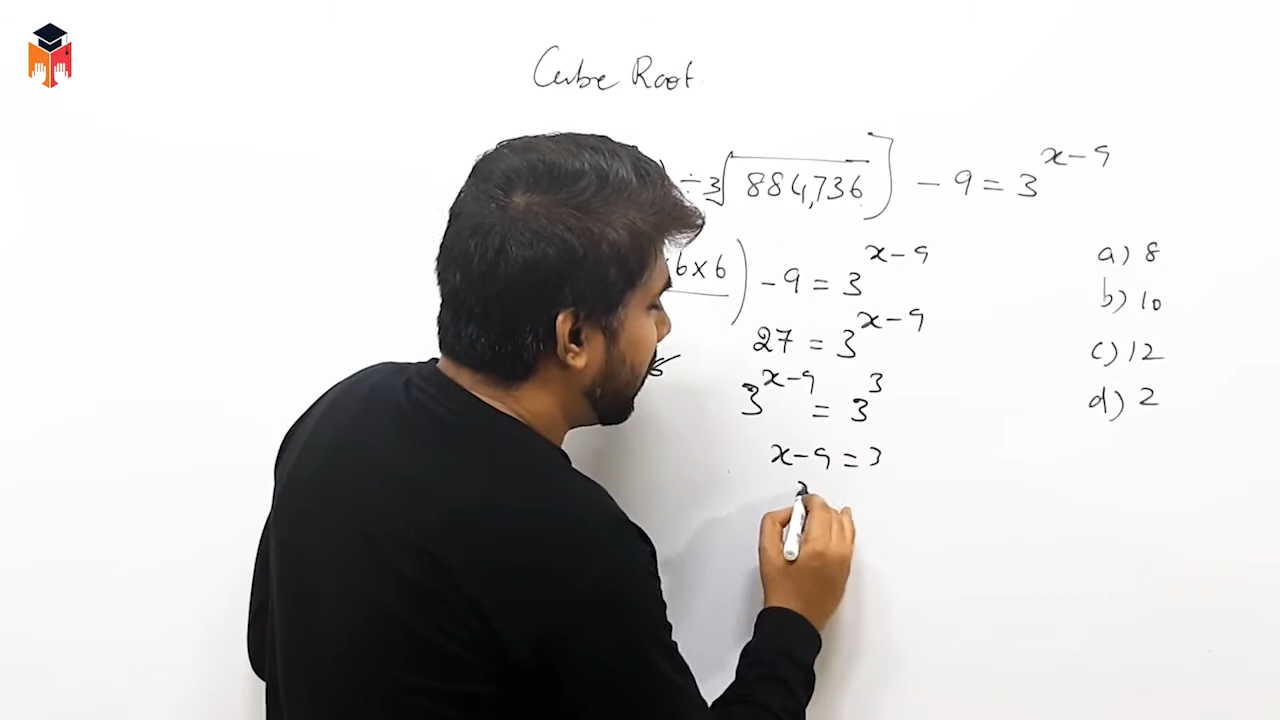 Cube Root.
÷ ∛884,736 ] - 9 = 3^(x-9)
6×6 ) - 9 = 3^(x-9)
27 = 3^(x-9)
3^(x-9) = 3^3
x-9 = 3
a) 8
b) 10
c) 12
d) 2